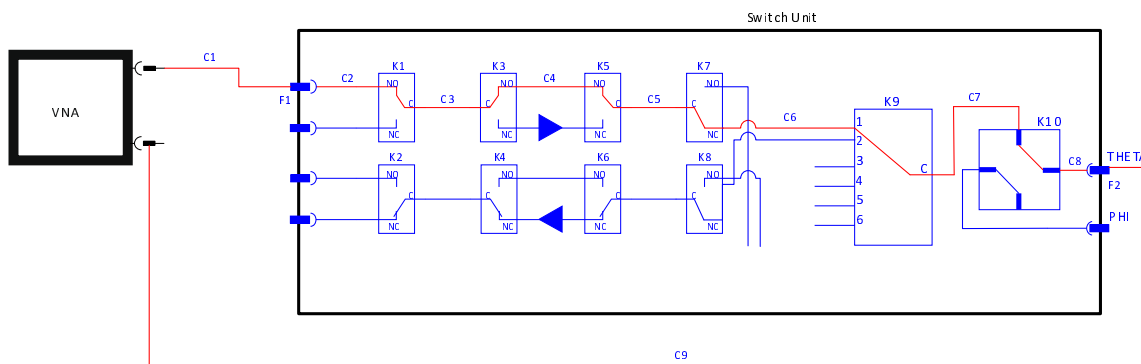 Switch Unit
C1
VNA
F1
C2
K1
NO
C
NC
C3
K3
NO
C
NC
C4
K5
NO
C
NC
C5
K7
NO
C
NC
C6
K2
NO
C
NC
K4
NO
C
NC
K6
NO
C
NC
K8
NO
C
NC
K9
1
2
3
4
5
6
C
C7
K10
C8
THETA
F2
PHI
C9